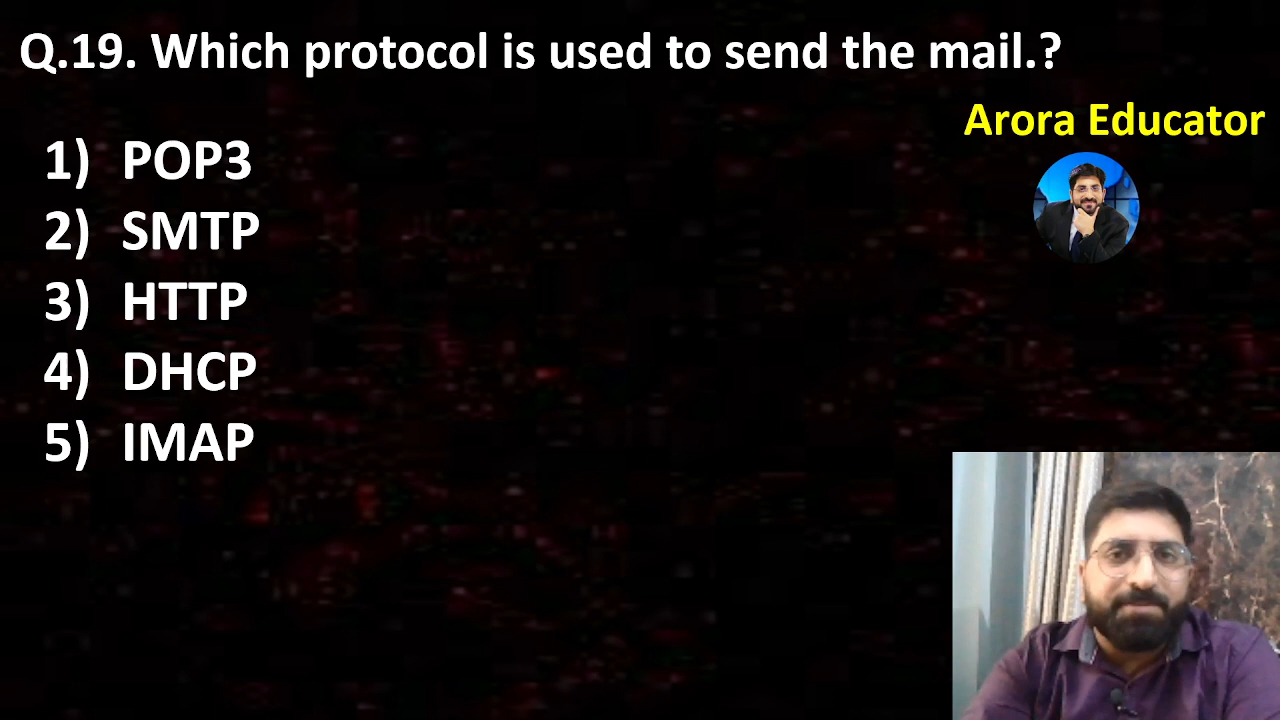 Q.19. Which protocol is used to send the mail.?
Arora Educator
1) POP3
2) SMTP
3) HTTP
4) DHCP
5) IMAP